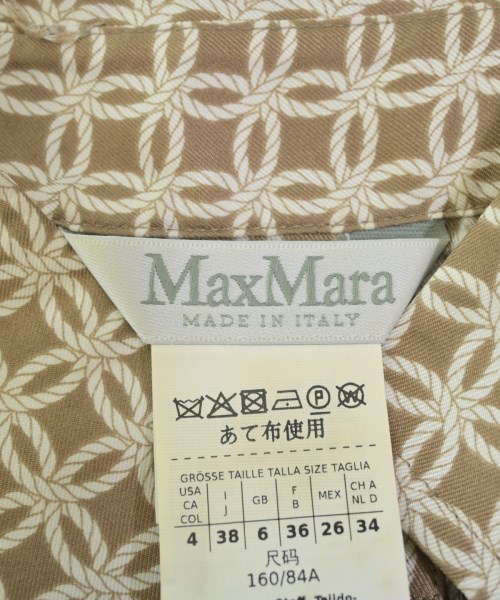 MaxMara
MADE IN ITALY
P W
あて布使用
GRÖSSE TAILLE TALLA SIZE TAGLIA
USA CA COL I J GB F B MEX CH A NL D
4 38 6 36 26 34
尺码
160/84A